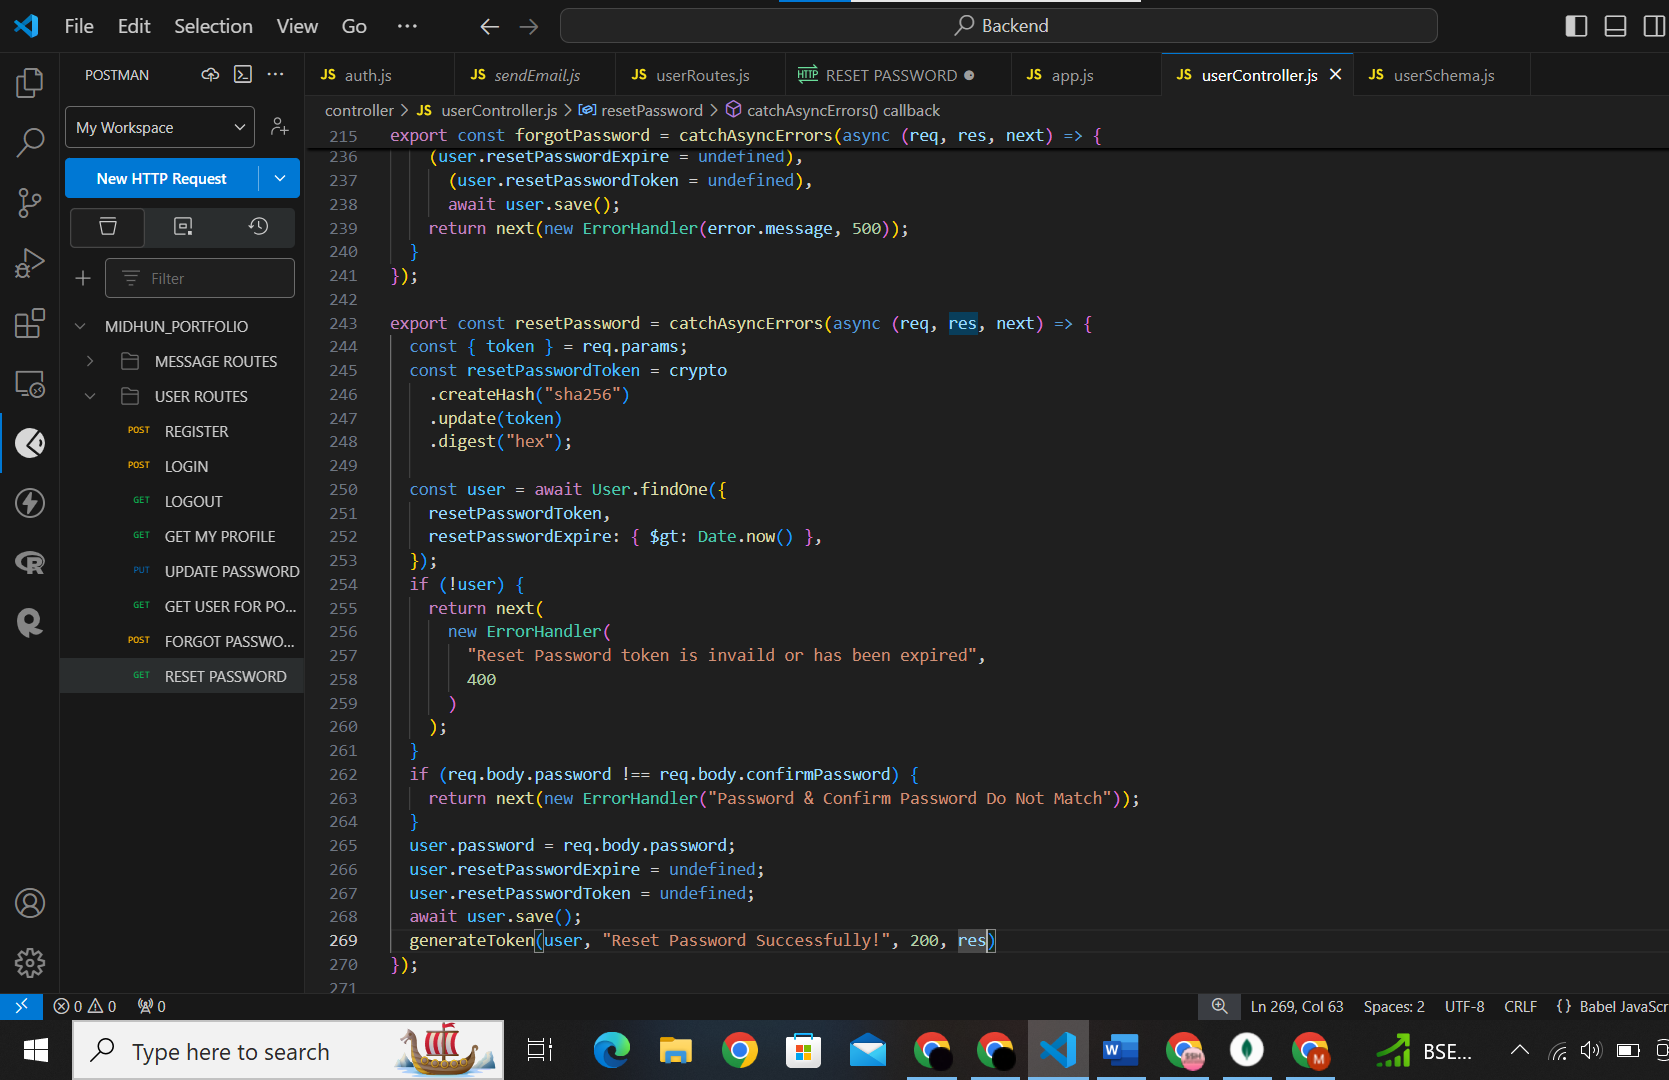 File Edit Selection View Go ··· Backend
POSTMAN
My Workspace
New HTTP Request
Filter
MIDHUN_PORTFOLIO
MESSAGE ROUTES
USER ROUTES
POST REGISTER
POST LOGIN
GET LOGOUT
GET GET MY PROFILE
PUT UPDATE PASSWORD
GET GET USER FOR PO...
POST FORGOT PASSWO...
GET RESET PASSWORD
JS auth.js JS sendEmail.js JS userRoutes.js HTTP RESET PASSWORD ● JS app.js JS userController.js JS userSchema.js
controller > JS userController.js > resetPassword > catchAsyncErrors() callback
215 export const forgotPassword = catchAsyncErrors(async (req, res, next) => {
236 (user.resetPasswordExpire = undefined),
237 (user.resetPasswordToken = undefined),
238 await user.save();
239 return next(new ErrorHandler(error.message, 500));
240 }
241 });
242
243 export const resetPassword = catchAsyncErrors(async (req, res, next) => {
244 const { token } = req.params;
245 const resetPasswordToken = crypto
246 .createHash("sha256")
247 .update(token)
248 .digest("hex");
249
250 const user = await User.findOne({
251 resetPasswordToken,
252 resetPasswordExpire: { $gt: Date.now() },
253 });
254 if (!user) {
255 return next(
256 new ErrorHandler(
257 "Reset Password token is invaild or has been expired",
258 400
259 )
260 );
261 }
262 if (req.body.password !== req.body.confirmPassword) {
263 return next(new ErrorHandler("Password & Confirm Password Do Not Match"));
264 }
265 user.password = req.body.password;
266 user.resetPasswordExpire = undefined;
267 user.resetPasswordToken = undefined;
268 await user.save();
269 generateToken(user, "Reset Password Successfully!", 200, res)
270 });
271
0 0 0 Ln 269, Col 63 Spaces: 2 UTF-8 CRLF {} Babel JavaScr
Type here to search BSE...